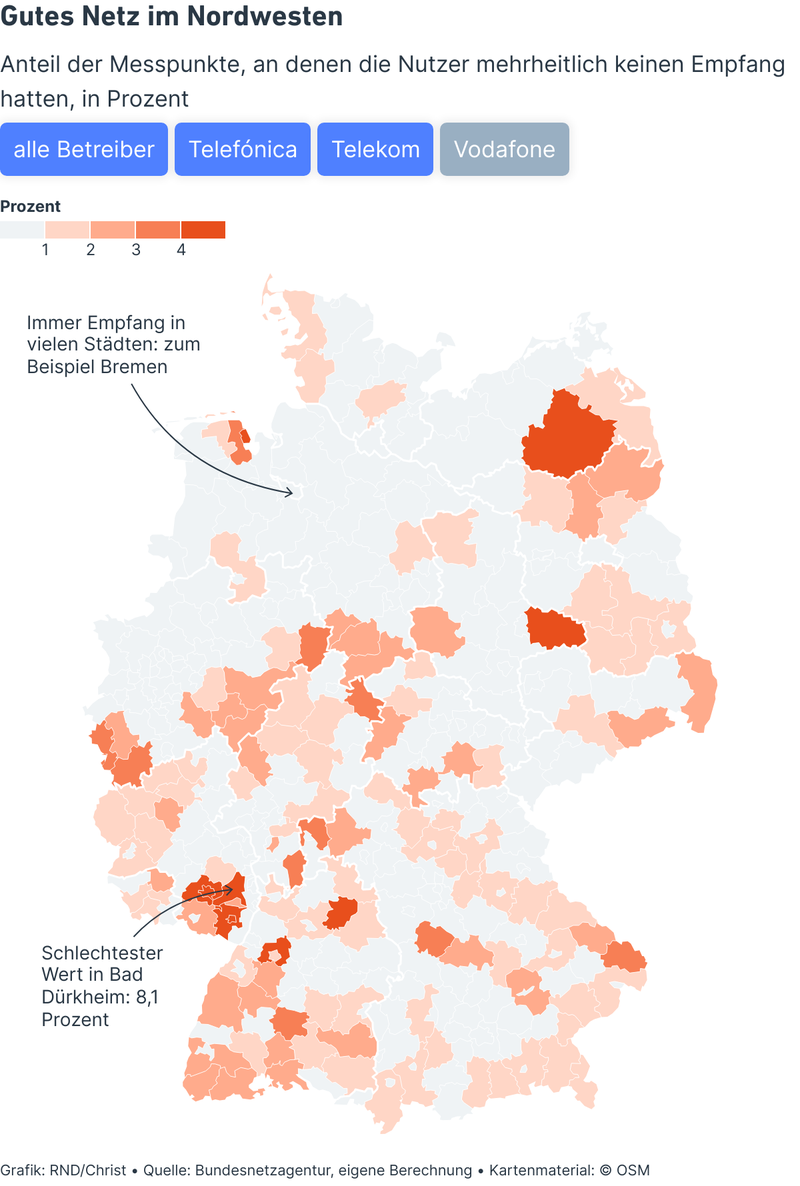 Gutes Netz im Nordwesten
Anteil der Messpunkte, an denen die Nutzer mehrheitlich keinen Empfang
hatten, in Prozent
alle Betreiber
Telefónica
Telekom
Vodafone
Prozent
1
2
3
4
Immer Empfang in
vielen Städten: zum
Beispiel Bremen
Schlechtester
Wert in Bad
Dürkheim: 8,1
Prozent
Grafik: RND/Christ • Quelle: Bundesnetzagentur, eigene Berechnung • Kartenmaterial: © OSM